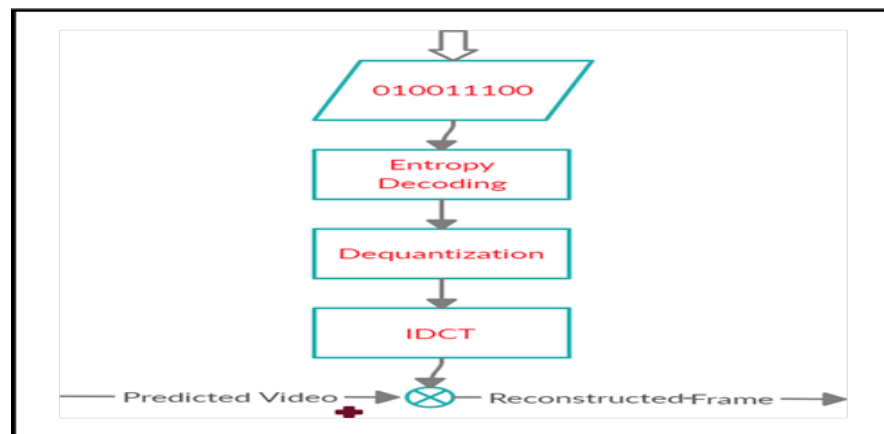 010011100
Entropy
Decoding
Dequantization
IDCT
Predicted Video
Reconstructed Frame